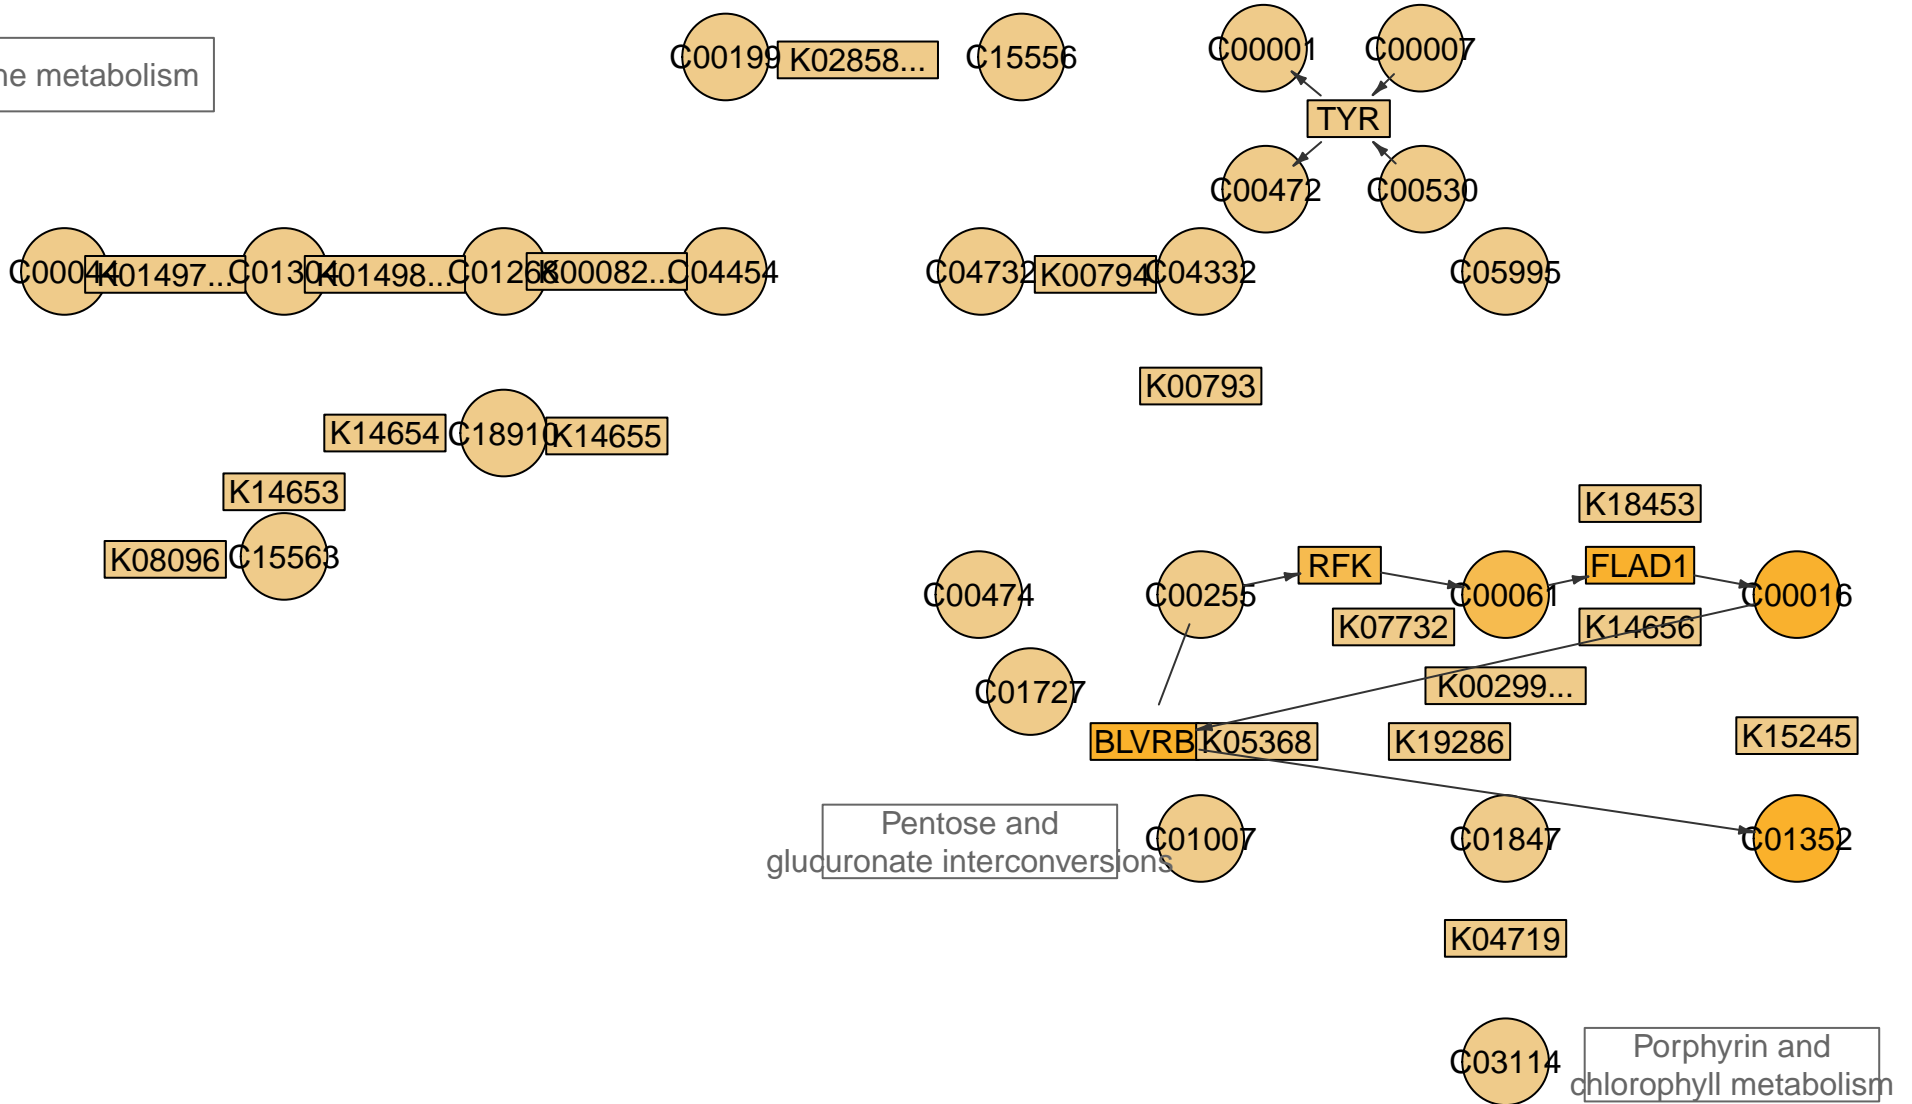 C00199
K02858...
C15556
C00001
C00007
ne metabolism
TYR
C00472
C00530
C00044
K01497...
C01304
K01498...
C01268
K00082...
C04454
C04732
K00794
C04332
C05995
K00793
K14654
C18910
K14655
K14653
K08096
C15563
K18453
RFK
FLAD1
C00474
C00255
C00061
C00016
K07732
K14656
C01727
K00299...
BLVRB
K05368
K19286
K15245
Pentose and
glucuronate interconversions
C01007
C01847
C01352
K04719
C03114
Porphyrin and
chlorophyll metabolism